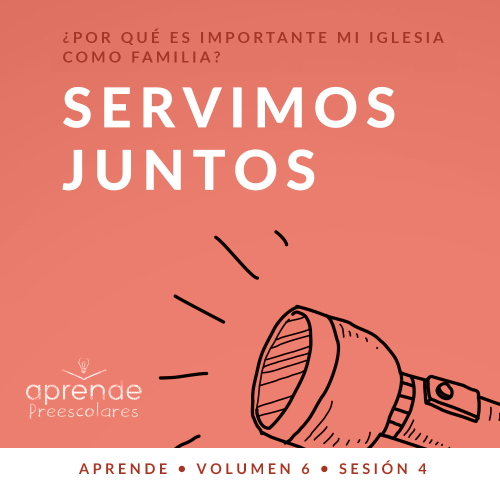 ¿POR QUÉ ES IMPORTANTE MI IGLESIA
COMO FAMILIA?
SERVIMOS
JUNTOS
aprende
Preescolares
APRENDE • VOLUMEN 6 • SESIÓN 4